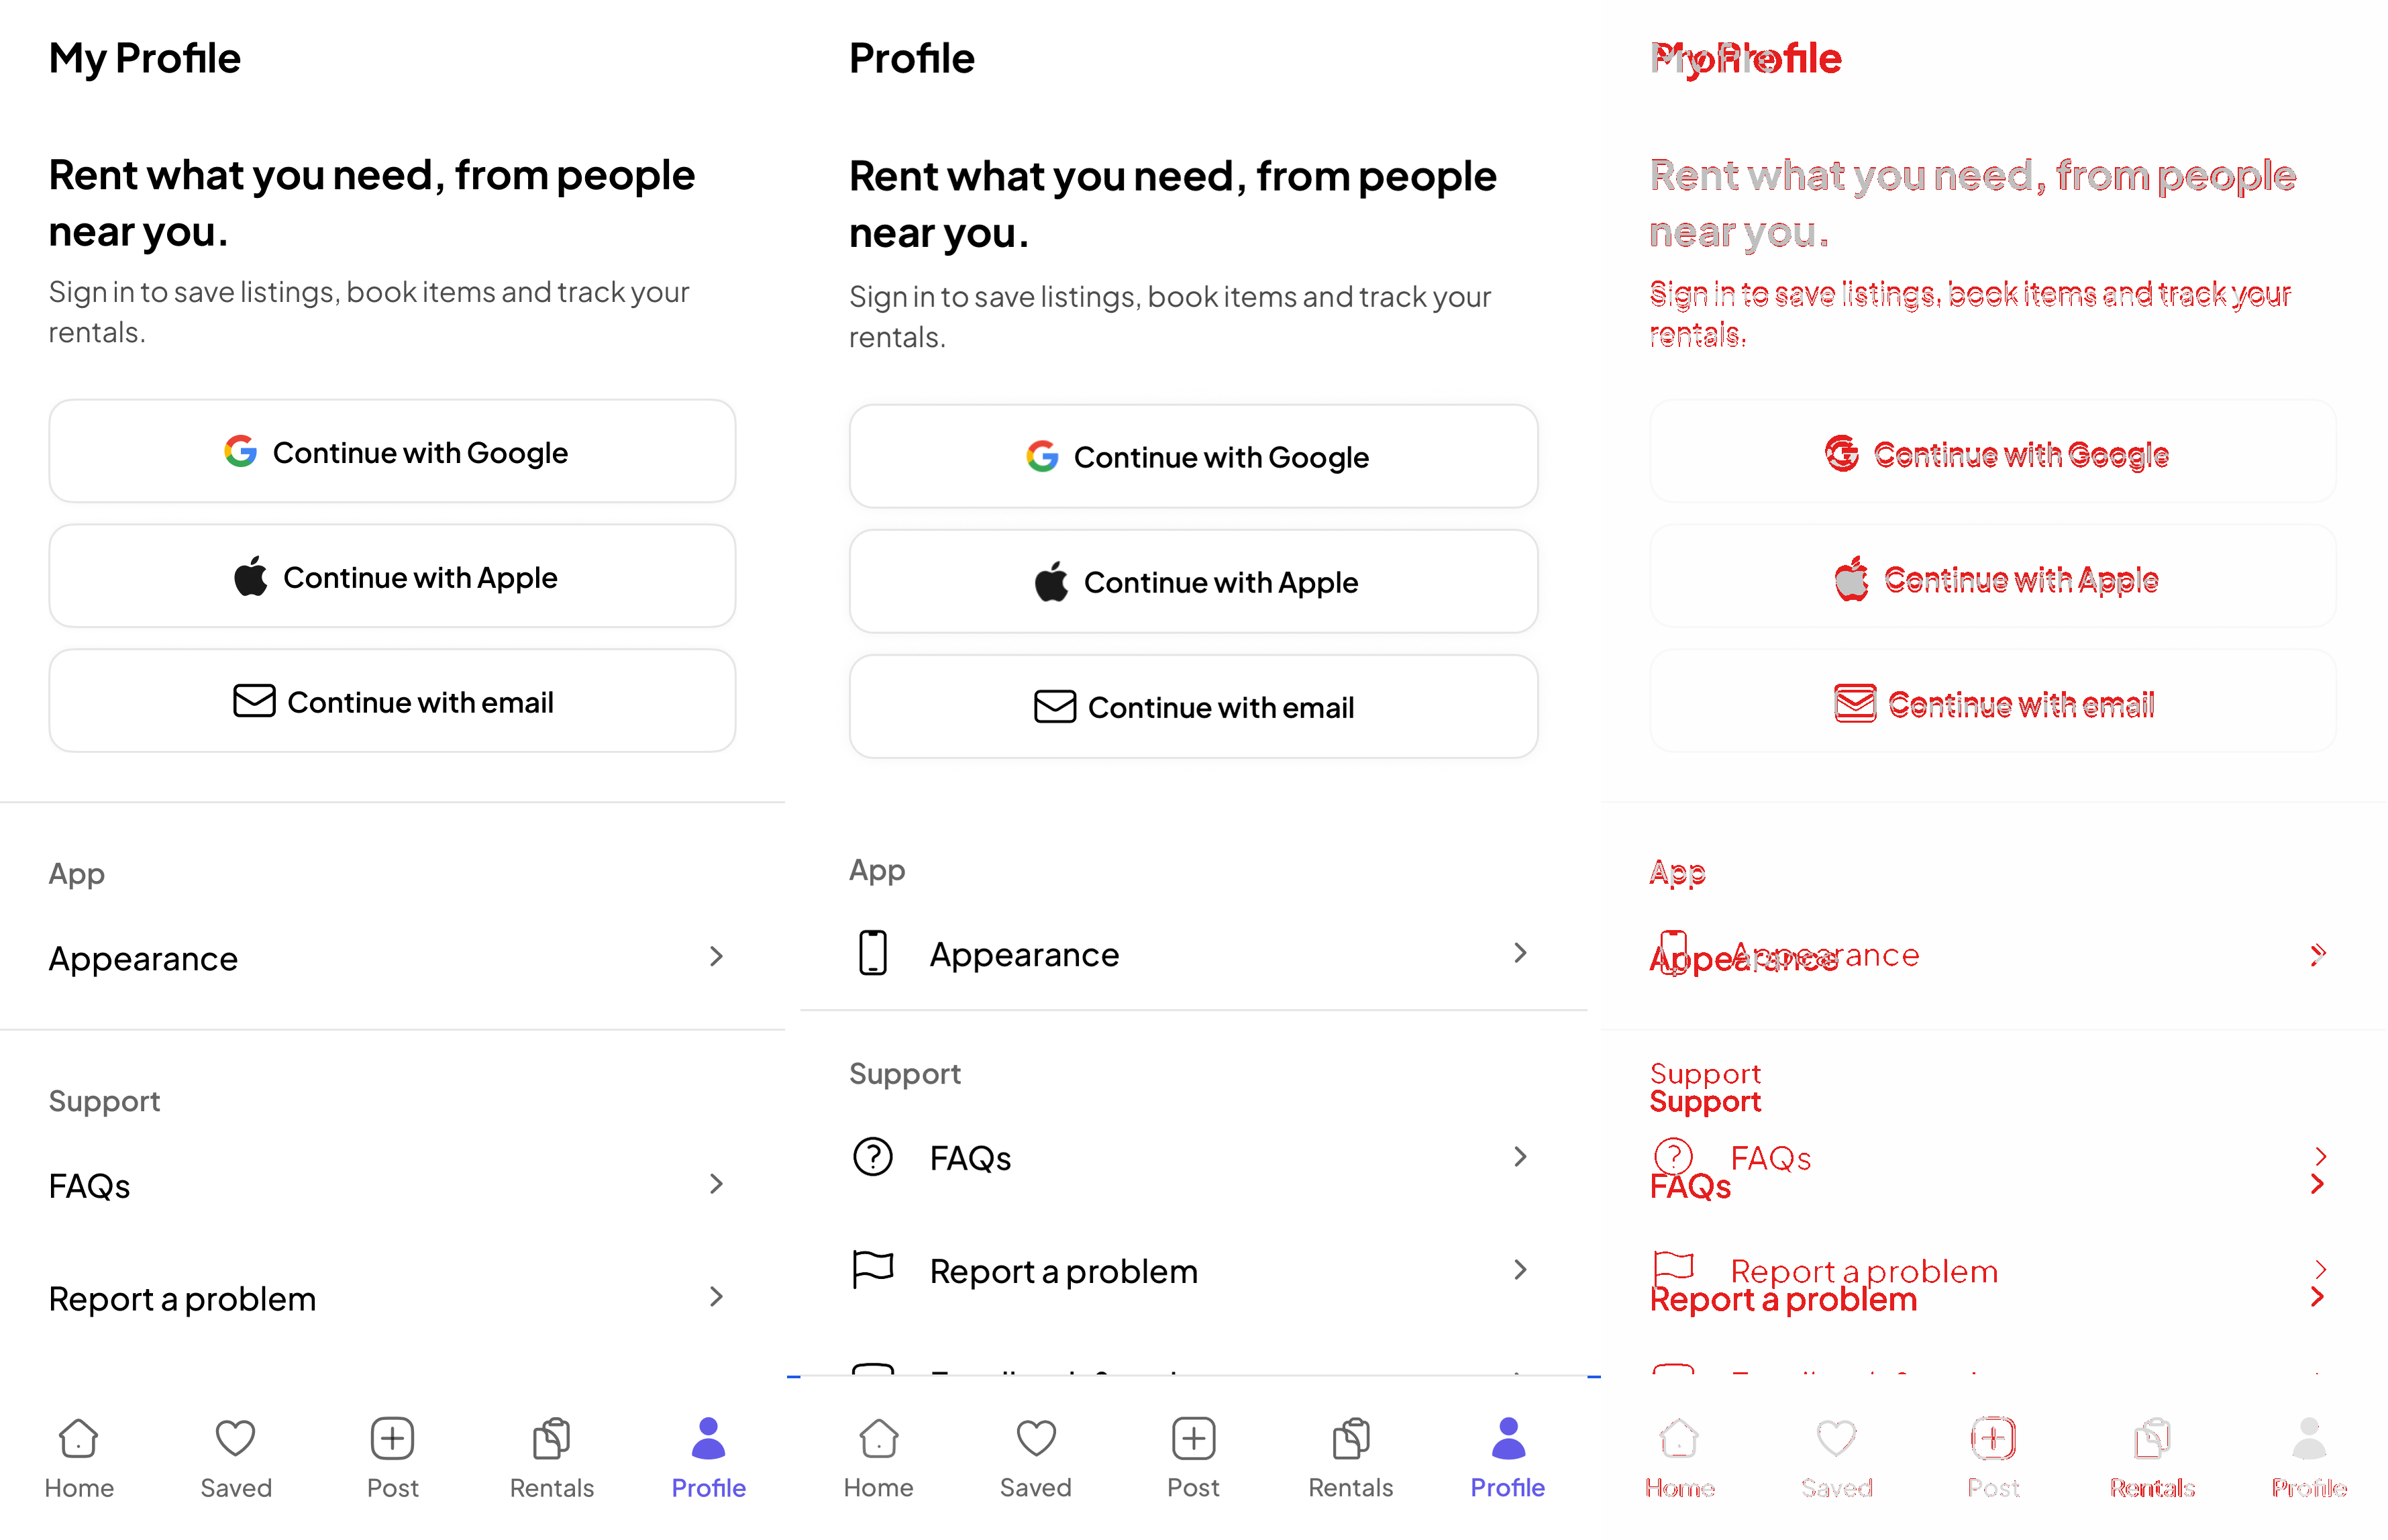 My Profile
Rent what you need, from people
near you.
Sign in to save listings, book items and track your
rentals.
Continue with Google
Continue with Apple
Continue with email
App
Appearance
Support
FAQs
Report a problem
Home
Saved
Post
Rentals
Profile
Profile
Rent what you need, from people
near you.
Sign in to save listings, book items and track your
rentals.
Continue with Google
Continue with Apple
Continue with email
App
Appearance
Support
FAQs
Report a problem
Home
Saved
Post
Rentals
Profile
Rent what you need, from people
near you.
Sign in to save listings, book items and track your
rentals.
Continue with Google
Continue with Apple
Continue with email
App
Appearance
Appearance
Support
Support
FAQs
FAQs
Report a problem
Report a problem
Home
Saved
Post
Rentals
Profile